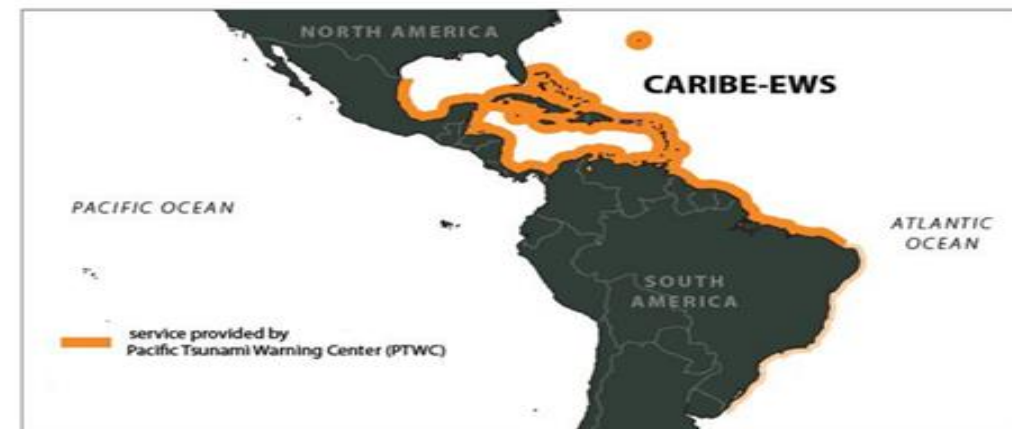 NORTH AMERICA
CARIBE-EWS
PACIFIC OCEAN
ATLANTIC
OCEAN
SOUTH
AMERICA
service provided by
Pacific Tsunami Warning Center (PTWC)